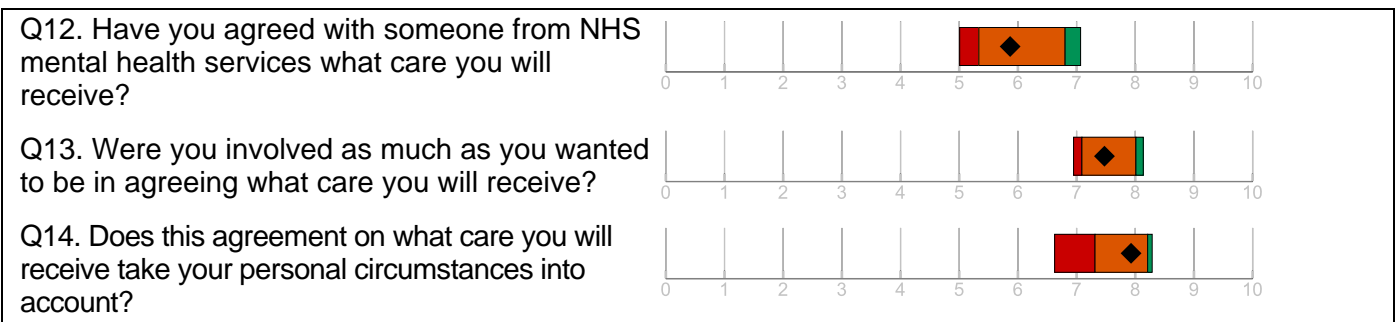 Q12. Have you agreed with someone from NHS
mental health services what care you will
receive?
0 1 2 3 4 5 6 7 8 9 10
Q13. Were you involved as much as you wanted
to be in agreeing what care you will receive?
0 1 2 3 4 5 6 7 8 9 10
Q14. Does this agreement on what care you will
receive take your personal circumstances into
account?
0 1 2 3 4 5 6 7 8 9 10